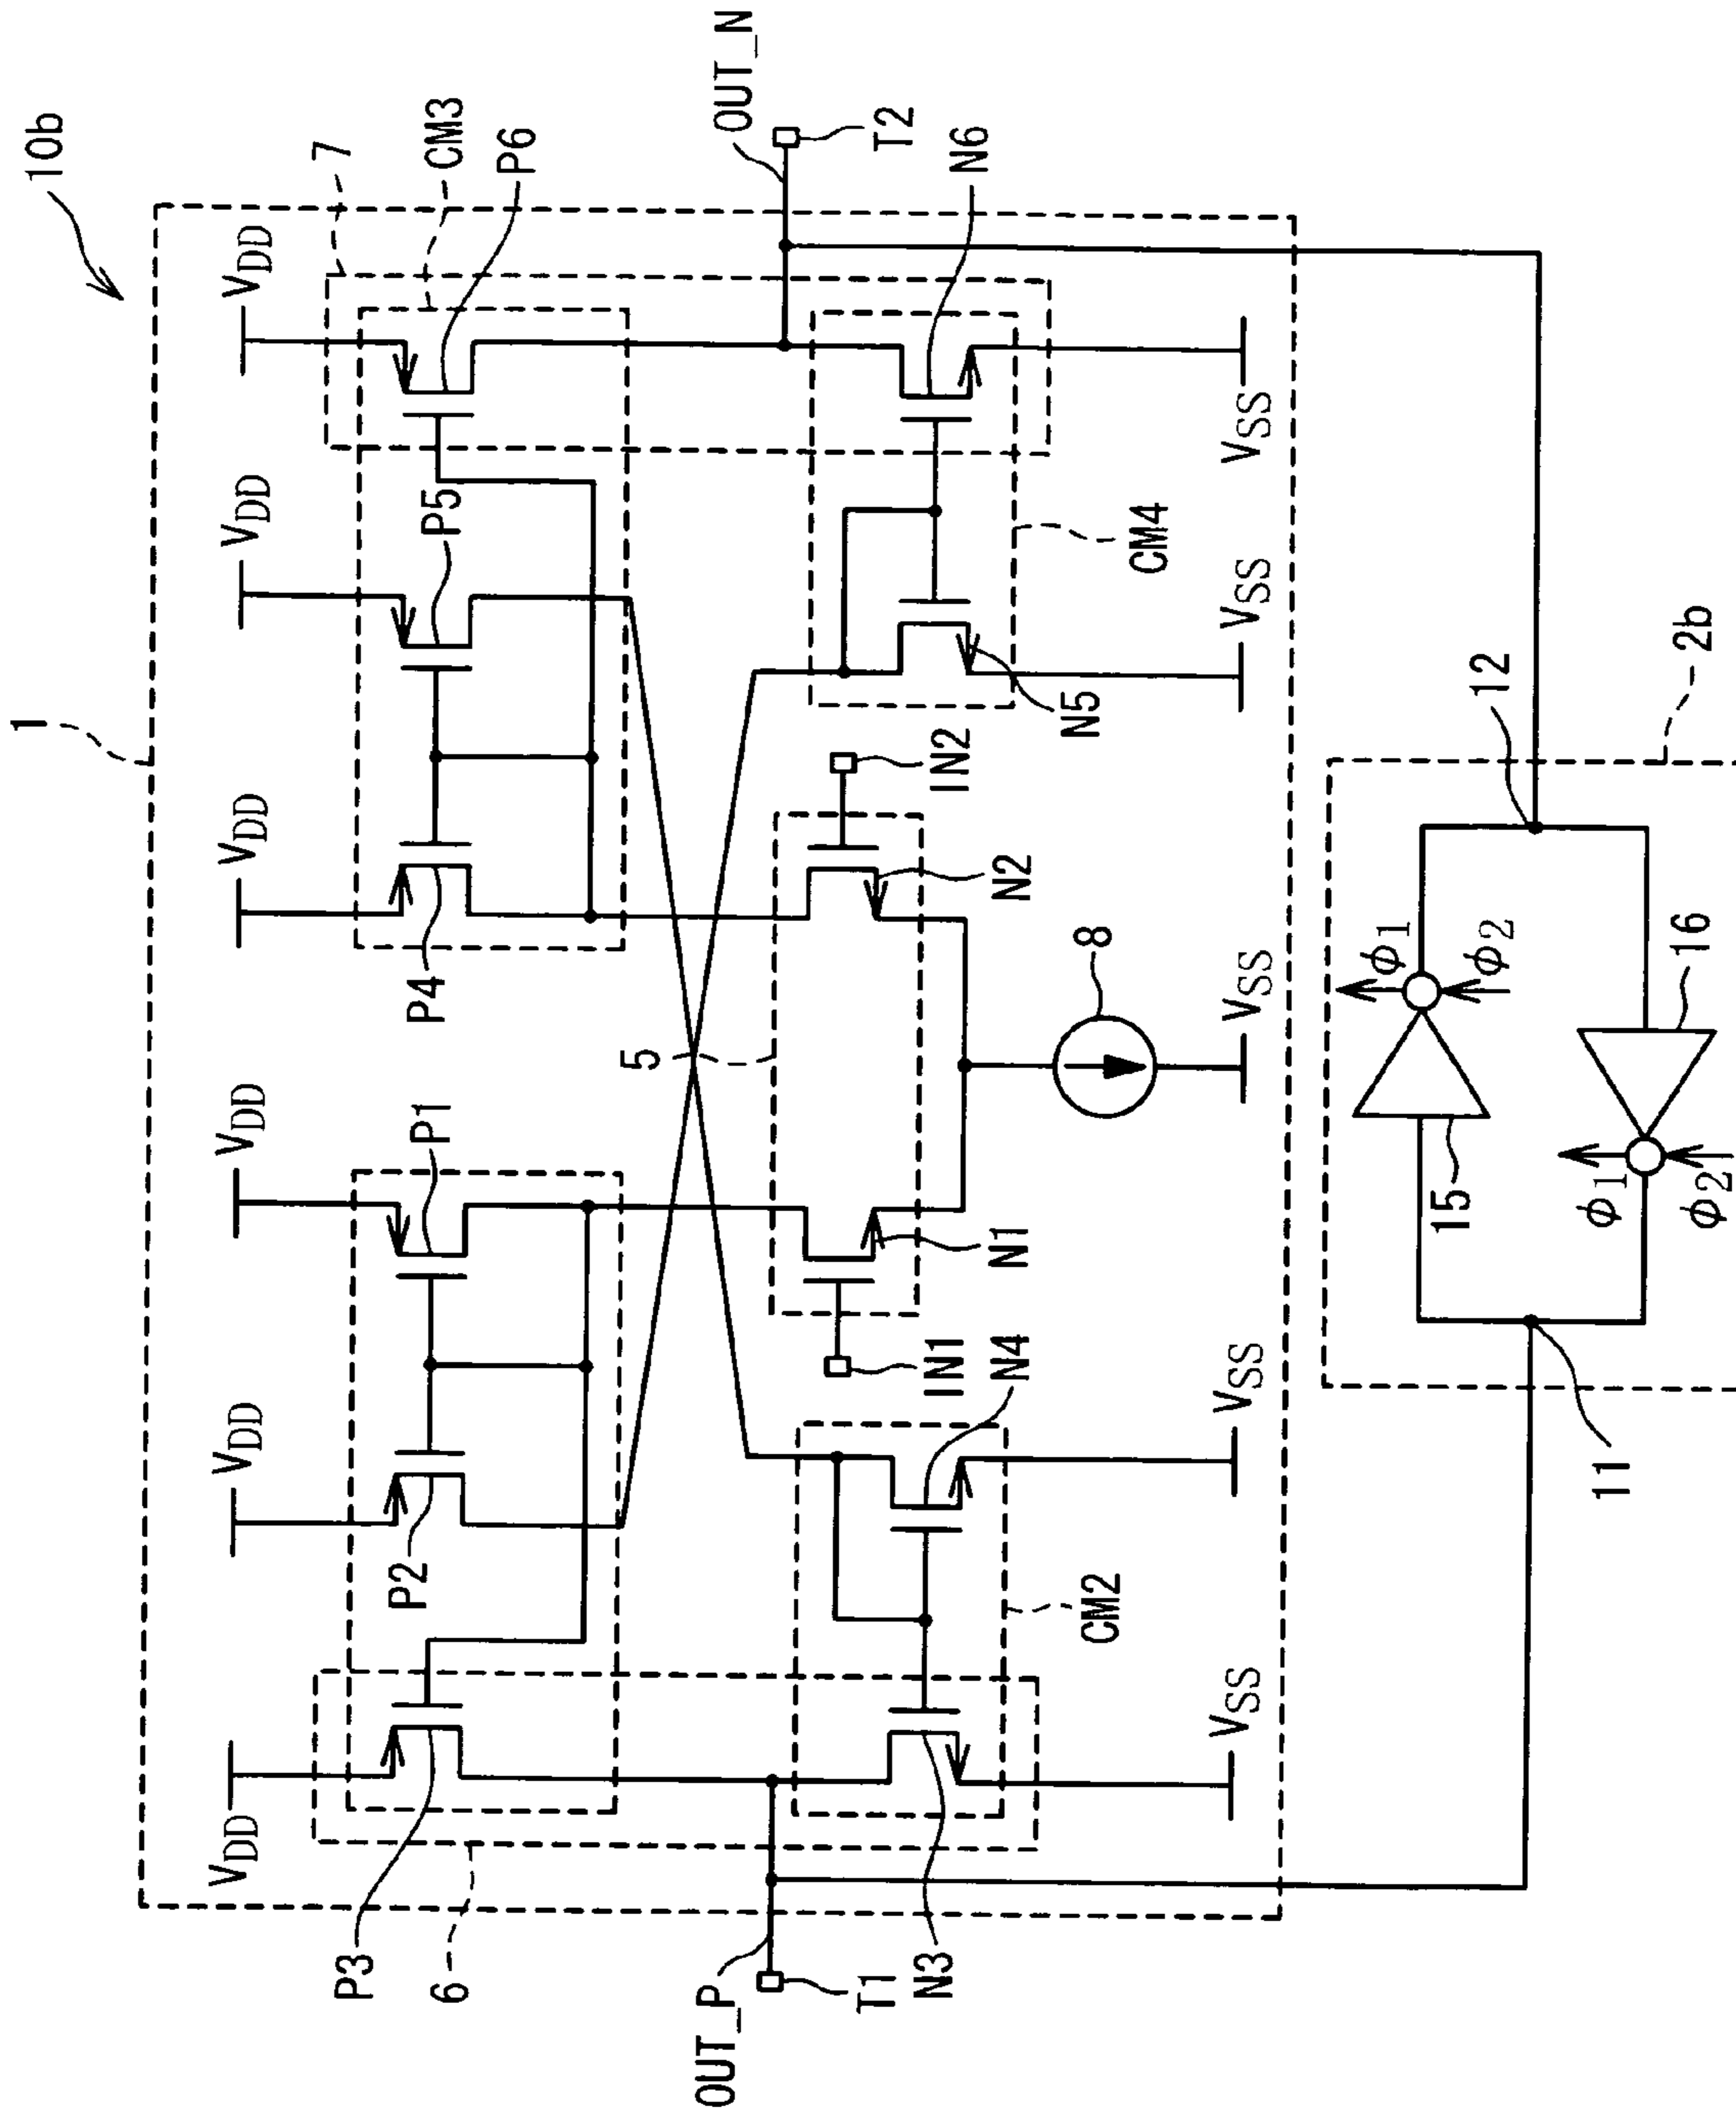 10b
1
7
CM3
P6
VDD
VDD
VDD
VDD
VDD
VDD
P5
P4
P1
P2
P3
6
OUT_N
T2
N6
CM4
N5
IN2
N2
5
8
N1
IN1
N4
CM2
N3
OUT_P
T1
VSS
VSS
VSS
VSS
VSS
2b
12
ϕ1
ϕ2
16
15
ϕ1
ϕ2
11